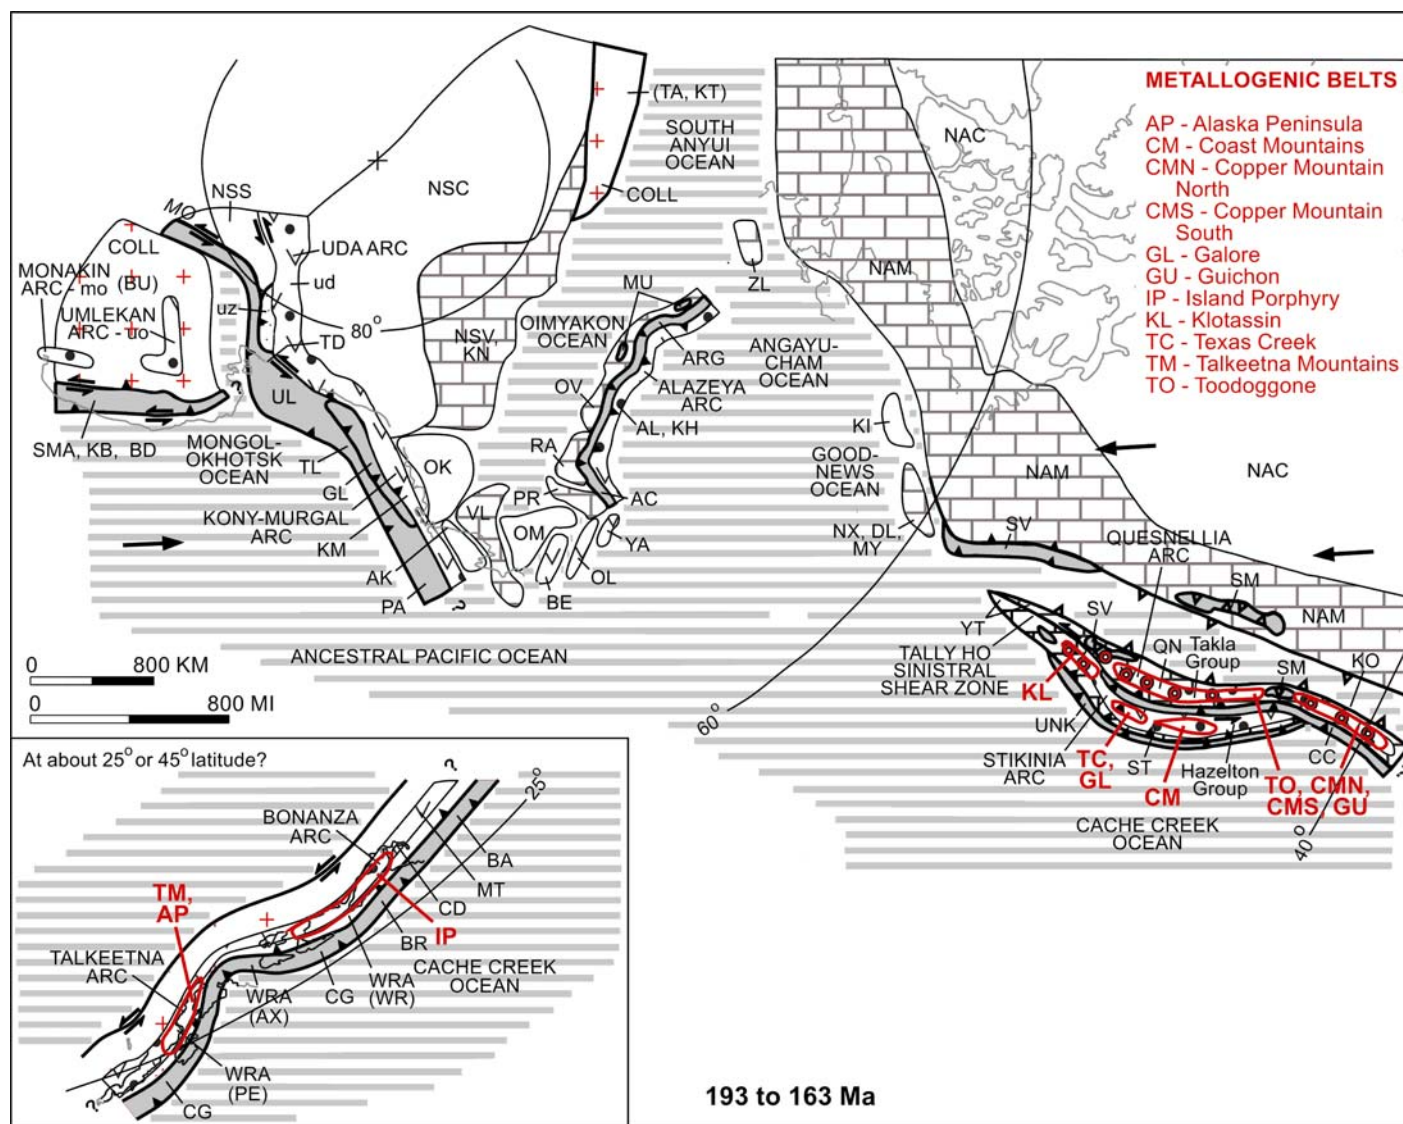 METALLOGENIC BELTS
AP - Alaska Peninsula
CM - Coast Mountains
CMN - Copper Mountain
North
CMS - Copper Mountain
South
GL - Galore
GU - Guichon
IP - Island Porphyry
KL - Klotassin
TC - Texas Creek
TM - Talkeetna Mountains
TO - Toodoggone
(TA, KT)
SOUTH
ANYUI
OCEAN
COLL
NSC
NSS
MO
COLL
(BU)
MONAKIN
ARC - mo
UMLEKAN
ARC - uo
UDA ARC
ud
uz
TD
80°
NSV,
KN
UL
?
SMA, KB, BD
MONGOL-
OKHOTSK
OCEAN
TL
GL
KONY-MURGAL
ARC
KM
AK
PA
?
OK
VL
OM
BE
OL
YA
PR
AC
RA
OV
MU
OIMYAKON
OCEAN
ARG
ALAZEYA
ARC
AL, KH
ZL
ANGAYU-
CHAM
OCEAN
KI
GOOD-
NEWS
OCEAN
NX, DL,
MY
NAC
NAM
NAM
NAC
SV
QUESNELLIA
ARC
SM
NAM
YT
SV
TALLY HO
SINISTRAL
SHEAR ZONE
KL
QN
Takla
Group
SM
KO
UNK
STIKINIA
ARC
TC,
GL
ST
CM
Hazelton
Group
TO, CMN,
CMS, GU
CC
CACHE CREEK
OCEAN
40°
60°
ANCESTRAL PACIFIC OCEAN
0 800 KM
0 800 MI
At about 25° or 45° latitude?
?
25°
BONANZA
ARC
BA
MT
CD
IP
BR
CACHE CREEK
OCEAN
TM,
AP
TALKEETNA
ARC
WRA
(AX)
CG
WRA
(WR)
WRA
(PE)
CG
?
193 to 163 Ma